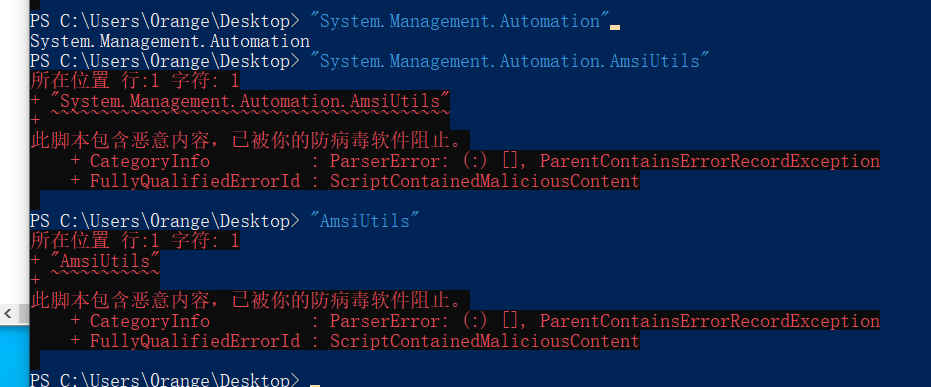 PS C:\Users\Orange\Desktop> "System.Management.Automation"
System.Management.Automation
PS C:\Users\Orange\Desktop> "System.Management.Automation.AmsiUtils"
所在位置 行:1 字符: 1
+ "System.Management.Automation.AmsiUtils"
+ ~~~~~~~~~~~~~~~~~~~~~~~~~~~~~~~~~~~~~~~~
此脚本包含恶意内容，已被你的防病毒软件阻止。
    + CategoryInfo          : ParserError: (:) [], ParentContainsErrorRecordException
    + FullyQualifiedErrorId : ScriptContainedMaliciousContent
PS C:\Users\Orange\Desktop> "AmsiUtils"
所在位置 行:1 字符: 1
+ "AmsiUtils"
+ ~~~~~~~~~~~
此脚本包含恶意内容，已被你的防病毒软件阻止。
    + CategoryInfo          : ParserError: (:) [], ParentContainsErrorRecordException
    + FullyQualifiedErrorId : ScriptContainedMaliciousContent
PS C:\Users\Orange\Desktop> _